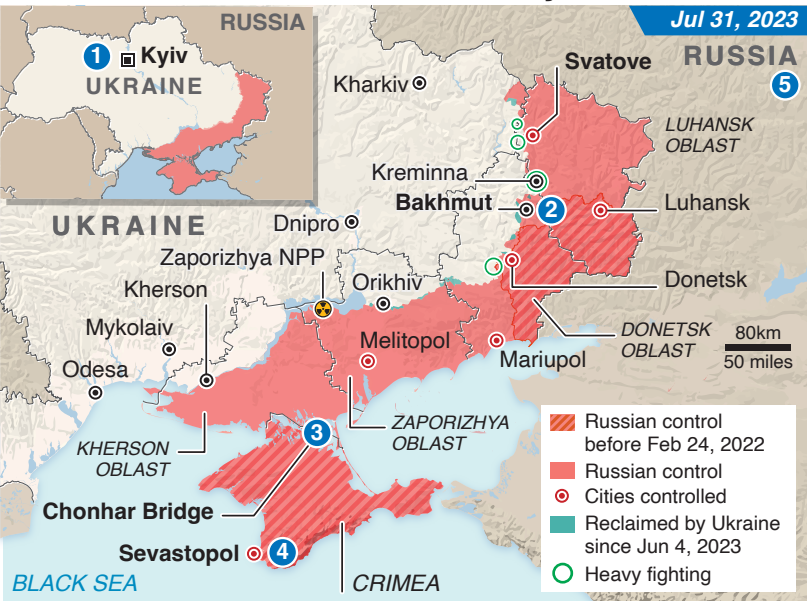 Jul 31, 2023
RUSSIA
1
Kyiv
UKRAINE
RUSSIA
5
Svatove
Kharkiv
LUHANSK
OBLAST
Kreminna
Bakhmut
2
Luhansk
UKRAINE
Dnipro
Zaporizhya NPP
Kherson
Orikhiv
Donetsk
Mykolaiv
Melitopol
DONETSK
OBLAST
80km
50 miles
Mariupol
Odesa
ZAPORIZHYA
OBLAST
KHERSON
OBLAST
3
Chonhar Bridge
Sevastopol
4
BLACK SEA
CRIMEA
Russian control
before Feb 24, 2022
Russian control
Cities controlled
Reclaimed by Ukraine
since Jun 4, 2023
Heavy fighting